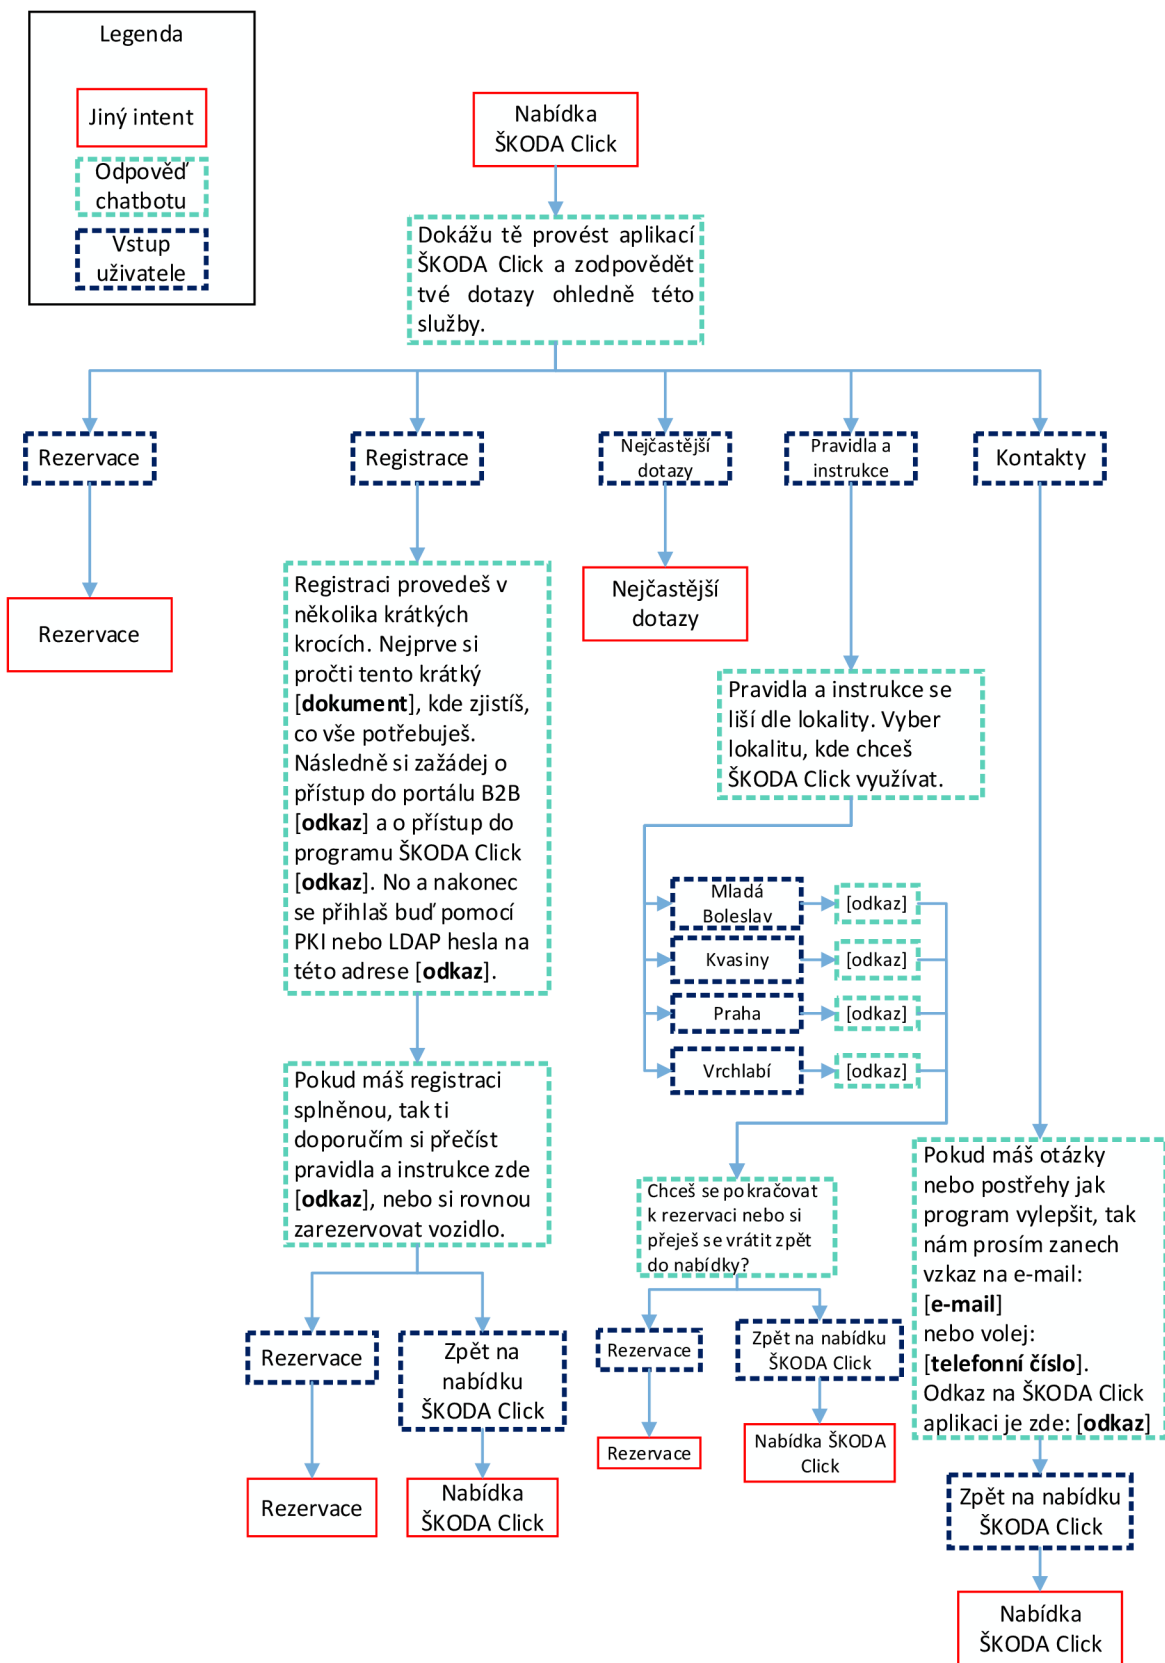 Legenda
Jiný intent
Odpověď
chatbotu
Vstup
uživatele
Nabídka
ŠKODA Click
Dokážu tě provést aplikací
ŠKODA Click a zodpovědět
tvé dotazy ohledně této
služby.
Rezervace
Registrace
Nejčastější
dotazy
Pravidla a
instrukce
Kontakty
Rezervace
Registraci provedeš v
několika krátkých
krocích. Nejprve si
pročti tento krátký
[dokument], kde zjistíš,
co vše potřebuješ.
Následně si zažádej o
přístup do portálu B2B
[odkaz] a o přístup do
programu ŠKODA Click
[odkaz]. No a nakonec
se přihlaš buď pomocí
PKI nebo LDAP hesla na
této adrese [odkaz].
Nejčastější
dotazy
Pravidla a instrukce se
liší dle lokality. Vyber
lokalitu, kde chceš
ŠKODA Click využívat.
Mladá
Boleslav
[odkaz]
Kvasiny
[odkaz]
Praha
[odkaz]
Vrchlabí
[odkaz]
Pokud máš registraci
splněnou, tak ti
doporučím si přečíst
pravidla a instrukce zde
[odkaz], nebo si rovnou
zarezervovat vozidlo.
Chceš se pokračovat
k rezervaci nebo si
přeješ se vrátit zpět
do nabídky?
Pokud máš otázky
nebo postřehy jak
program vylepšit, tak
nám prosím zanech
vzkaz na e-mail:
[e-mail]
nebo volej:
[telefonní číslo].
Odkaz na ŠKODA Click
aplikaci je zde: [odkaz]
Rezervace
Zpět na
nabídku
ŠKODA Click
Rezervace
Zpět na nabídku
ŠKODA Click
Rezervace
Nabídka
ŠKODA Click
Rezervace
Nabídka ŠKODA
Click
Zpět na nabídku
ŠKODA Click
Nabídka
ŠKODA Click